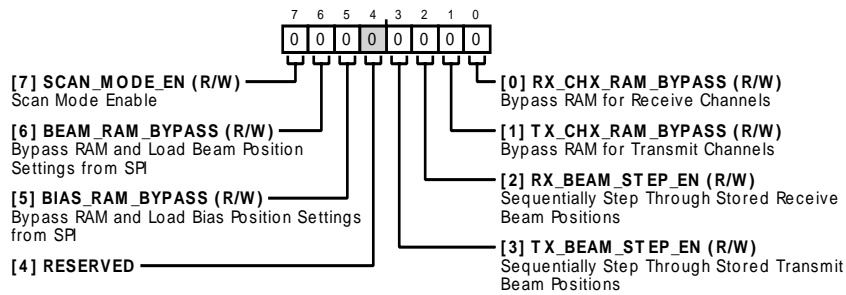 7 6 5 4 3 2 1 0
0 0 0 0 0 0 0 0
[7] SCAN_MODE_EN (R/W)
Scan Mode Enable
[6] BEAM_RAM_BYPASS (R/W)
Bypass RAM and Load Beam Position
Settings from SPI
[5] BIAS_RAM_BYPASS (R/W)
Bypass RAM and Load Bias Position Settings
from SPI
[4] RESERVED
[0] RX_CHX_RAM_BYPASS (R/W)
Bypass RAM for Receive Channels
[1] TX_CHX_RAM_BYPASS (R/W)
Bypass RAM for Transmit Channels
[2] RX_BEAM_STEP_EN (R/W)
Sequentially Step Through Stored Receive
Beam Positions
[3] TX_BEAM_STEP_EN (R/W)
Sequentially Step Through Stored Transmit
Beam Positions